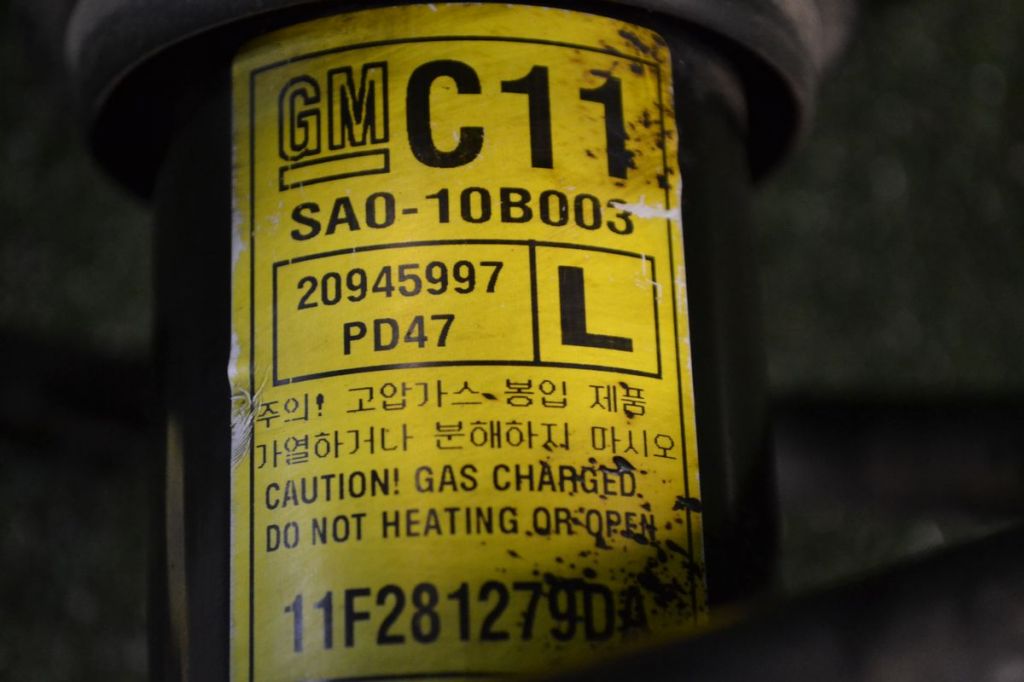 GM C11
SA0-10B003
20945997 L
PD47
주의! 고압가스 봉입 제품
가열하거나 분해하지 마시오
CAUTION! GAS CHARGED.
DO NOT HEATING OR OPEN
11F281279DA